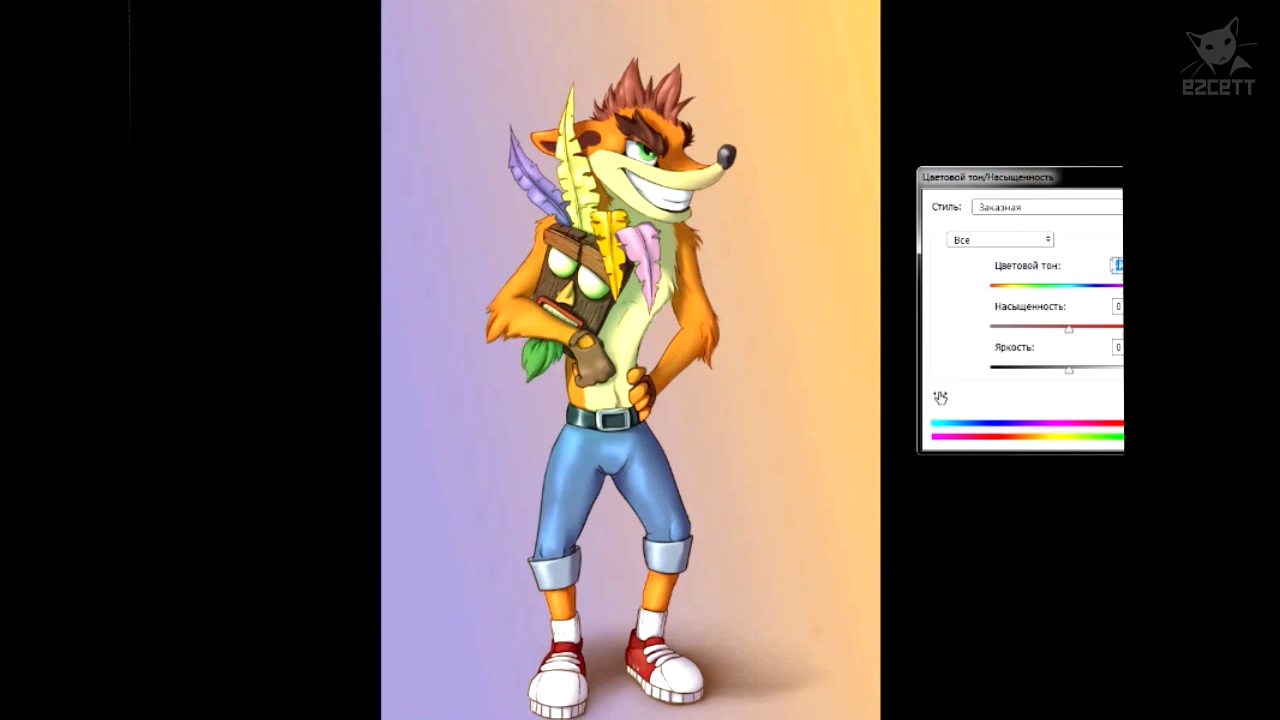 ezcett
Цветовой тон/Насыщенность
Стиль: Заказная
Все
Цветовой тон:
Насыщенность: 0
Яркость: 0